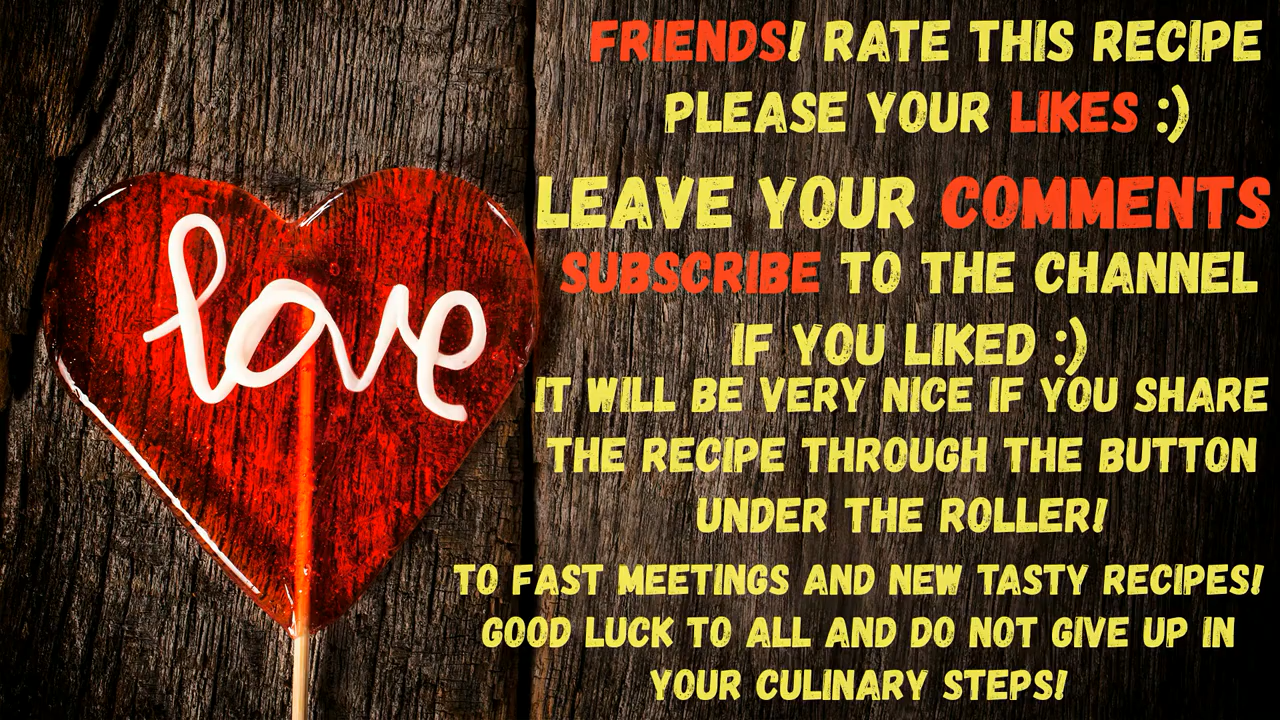 love
FRIENDS! RATE THIS RECIPE
PLEASE YOUR LIKES :)
LEAVE YOUR COMMENTS
SUBSCRIBE TO THE CHANNEL
IF YOU LIKED :)
IT WILL BE VERY NICE IF YOU SHARE
THE RECIPE THROUGH THE BUTTON
UNDER THE ROLLER!
TO FAST MEETINGS AND NEW TASTY RECIPES!
GOOD LUCK TO ALL AND DO NOT GIVE UP IN
YOUR CULINARY STEPS!